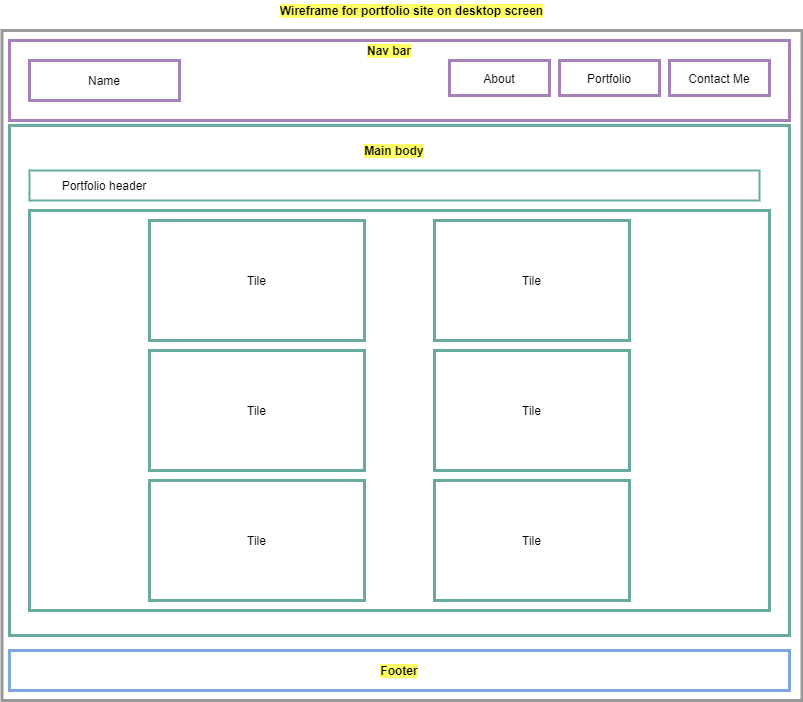 Wireframe for portfolio site on desktop screen
Nav bar
Name
About
Portfolio
Contact Me
Main body
Portfolio header
Tile
Tile
Tile
Tile
Tile
Tile
Footer